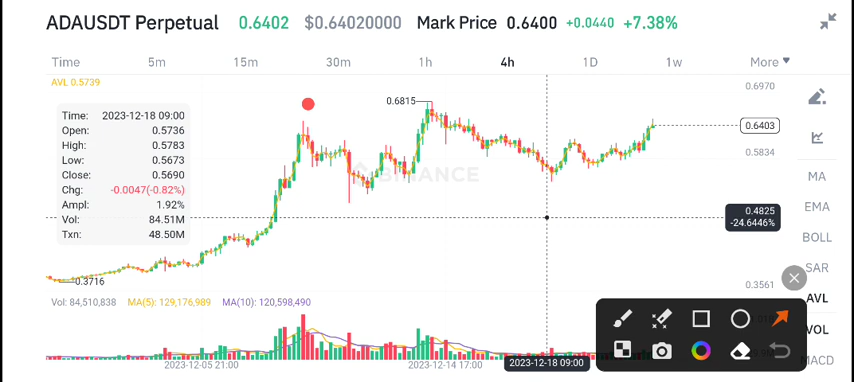 ADAUSDT Perpetual 0.6402 $0.64020000 Mark Price 0.6400 +0.0440 +7.38%
Time 5m 15m 30m 1h 4h 1D 1w More
AVL 0.5739
0.6970
0.6815
Time: 2023-12-18 09:00
Open: 0.5736
High: 0.5783
Low: 0.5673
Close: 0.5690
Chg: -0.0047(-0.82%)
Ampl: 1.92%
Vol: 84.51M
Txn: 48.50M
0.6403
0.5834
BINANCE
MA
EMA
0.4825
-24.6446%
BOLL
SAR
0.3716
0.3561
AVL
Vol: 84,510,838 MA(5): 129,176,989 MA(10): 120,598,490
VOL
MACD
2023-12-05 21:00 2023-12-14 17:00 2023-12-18 09:00